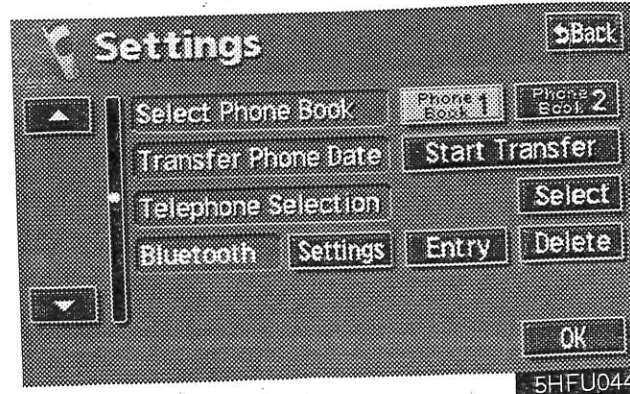 Settings
Back
Select Phone Book
Phone Book 1
Phone Book 2
Transfer Phone Date
Start Transfer
Telephone Selection
Select
Bluetooth
Settings
Entry
Delete
OK
5HFU044